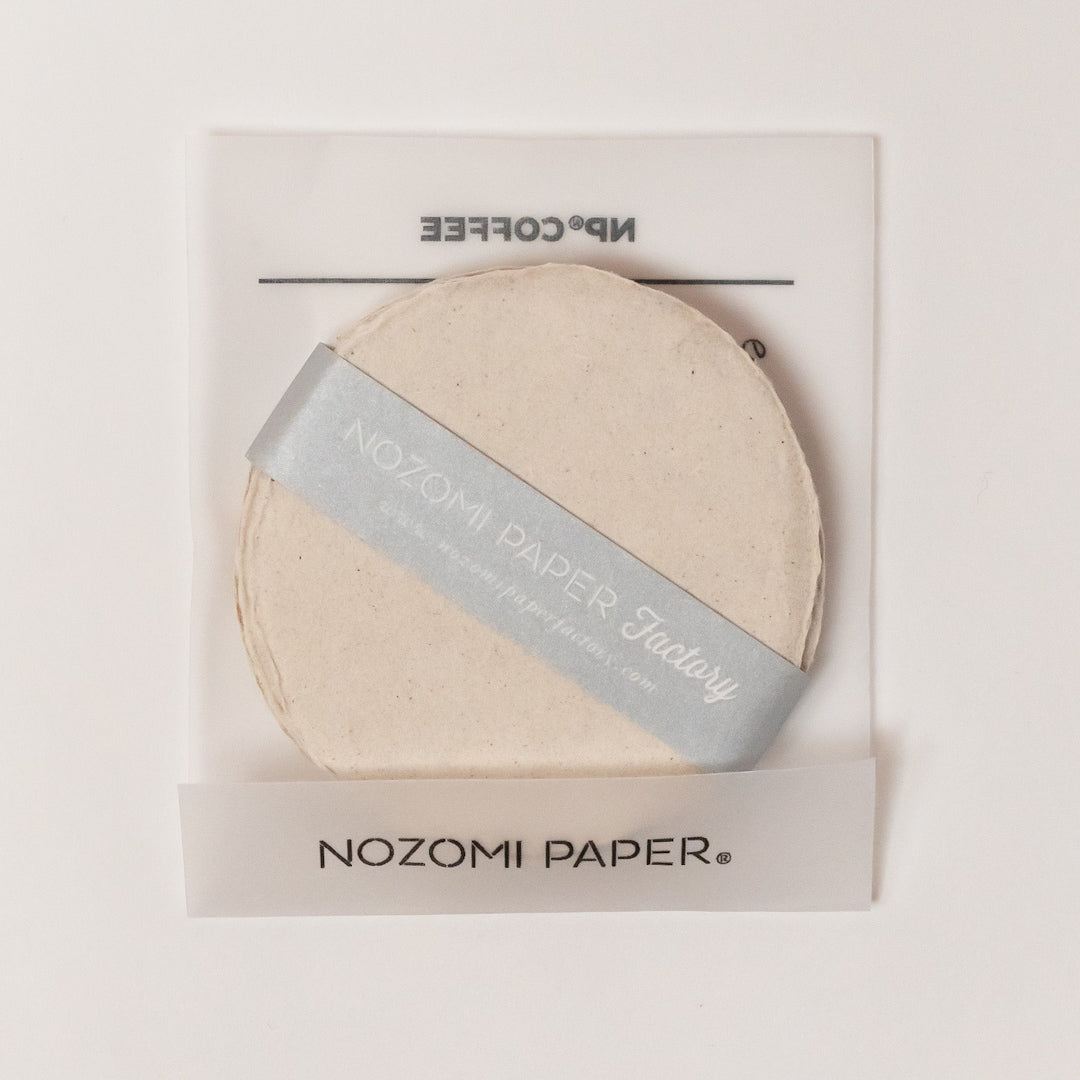 NP® COFFEE
NOZOMI PAPER Factory
www.nozomipaperfactory.com
NOZOMI PAPER®